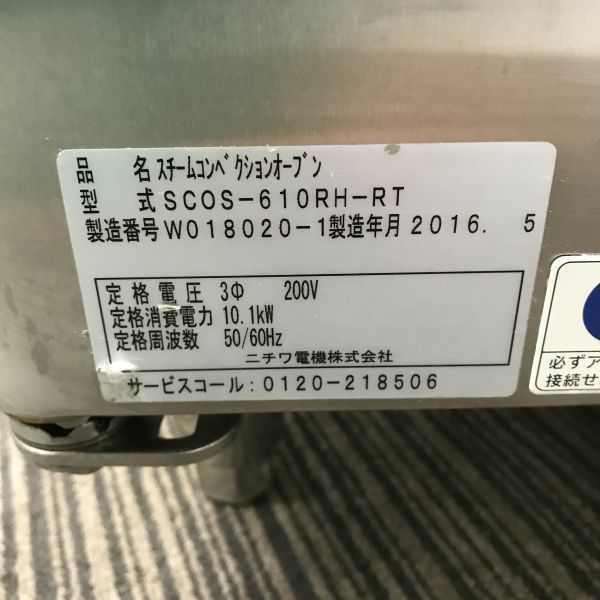 品　名 スチームコンベクションオーブン
型　式 SCOS-610RH-RT
製造番号 W018020-1 製造年月 2016. 5
定格電圧 3Φ 200V
定格消費電力 10.1kW
定格周波数 50/60Hz
ニチワ電機株式会社
サービスコール:0120-218506
必ずア
接続せ